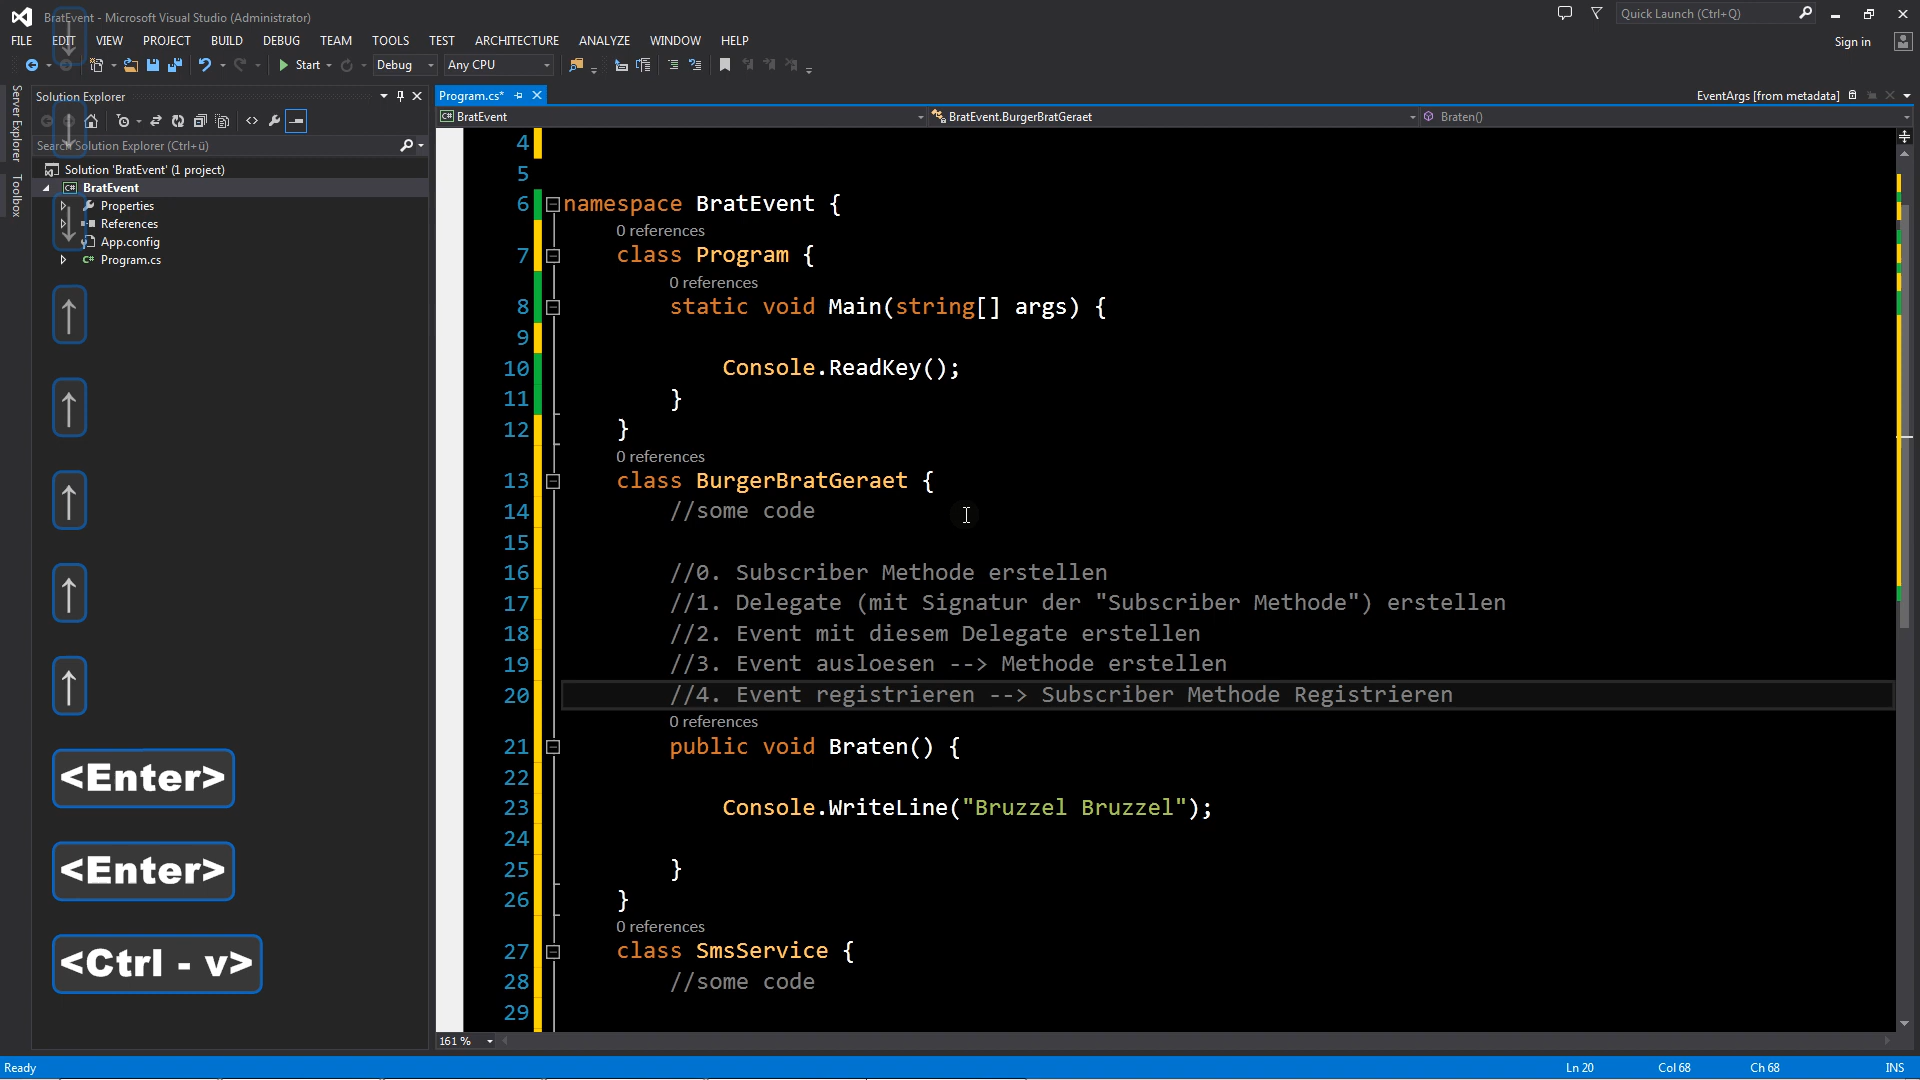 BratEvent - Microsoft Visual Studio (Administrator)
Quick Launch (Ctrl+Q)
FILE EDIT VIEW PROJECT BUILD DEBUG TEAM TOOLS TEST ARCHITECTURE ANALYZE WINDOW HELP
Sign in
Start Debug Any CPU
Server Explorer
Toolbox
Solution Explorer
Search Solution Explorer (Ctrl+ü)
Solution 'BratEvent' (1 project)
BratEvent
Properties
References
App.config
Program.cs
↓
↓
↓
↑
↑
↑
↑
↑
<Enter>
<Enter>
<Ctrl - v>
Program.cs*
EventArgs [from metadata]
BratEvent
BratEvent.BurgerBratGeraet
Braten()
4
5
6 namespace BratEvent {
0 references
7 class Program {
0 references
8 static void Main(string[] args) {
9
10 Console.ReadKey();
11 }
12 }
0 references
13 class BurgerBratGeraet {
14 //some code
15
16 //0. Subscriber Methode erstellen
17 //1. Delegate (mit Signatur der "Subscriber Methode") erstellen
18 //2. Event mit diesem Delegate erstellen
19 //3. Event ausloesen --> Methode erstellen
20 //4. Event registrieren --> Subscriber Methode Registrieren
0 references
21 public void Braten() {
22
23 Console.WriteLine("Bruzzel Bruzzel");
24
25 }
26 }
0 references
27 class SmsService {
28 //some code
29
161 %
Ready
Ln 20 Col 68 Ch 68 INS